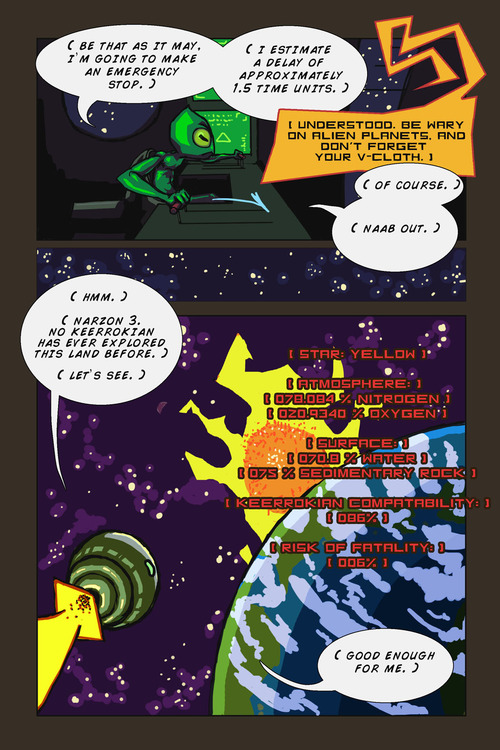 ( BE THAT AS IT MAY,
I'M GOING TO MAKE
AN EMERGENCY
STOP. )
( I ESTIMATE
A DELAY OF
APPROXIMATELY
1.5 TIME UNITS. )
[ UNDERSTOOD. BE WARY
ON ALIEN PLANETS, AND
DON'T FORGET
YOUR V-CLOTH. ]
( OF COURSE. )
( NAAB OUT. )
( HMM. )
( NARZON 3.
NO KEERROKIAN
HAS EVER EXPLORED
THIS LAND BEFORE. )
( LET'S SEE. )
[ STAR: YELLOW ]
[ ATMOSPHERE: ]
[ 078.084 % NITROGEN ]
[ 020.9340 % OXYGEN ]
[ SURFACE: ]
[ 070.8 % WATER ]
[ 075 % SEDIMENTARY ROCK ]
[ KEERROKIAN COMPATABILITY: ]
[ 086% ]
[ RISK OF FATALITY: ]
[ 006% ]
( GOOD ENOUGH
FOR ME. )